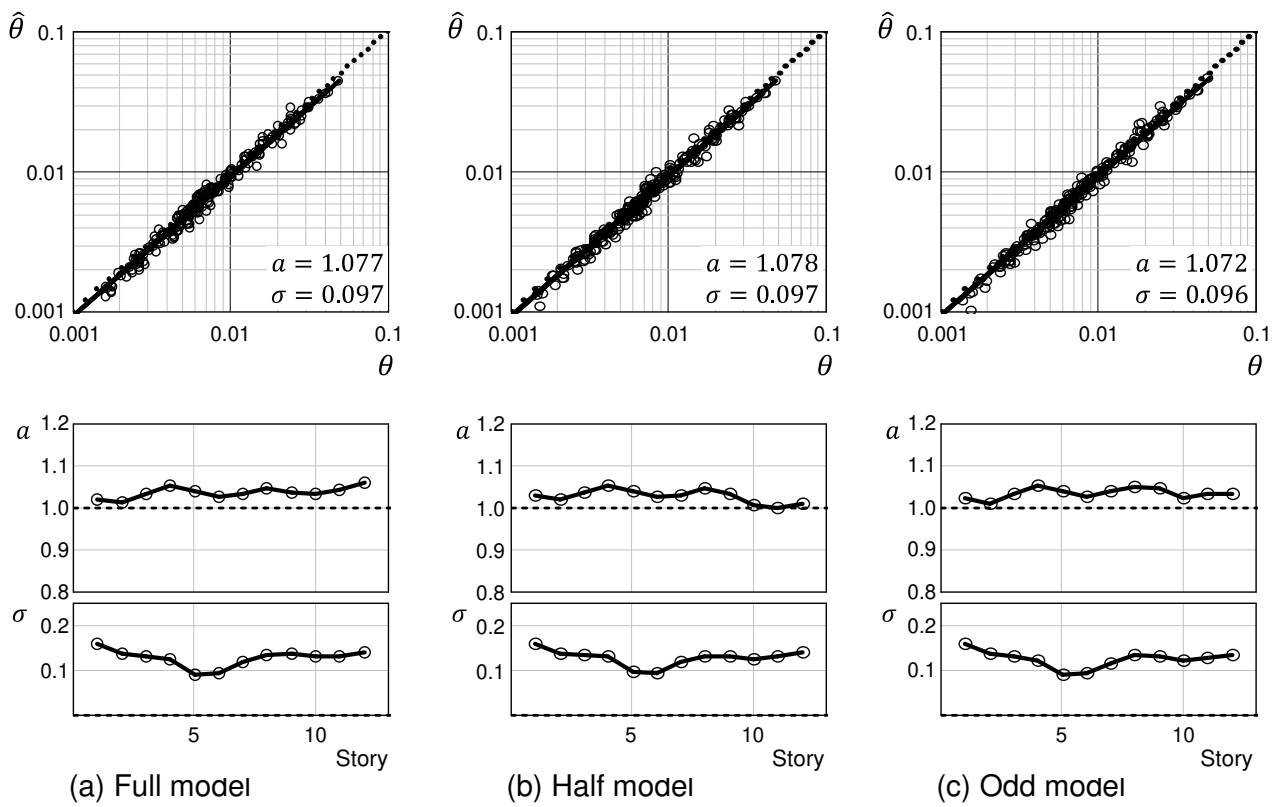 θ̂ 0.1
0.01
0.001
a = 1.077
σ = 0.097
0.001 0.01 0.1
θ
θ̂ 0.1
0.01
0.001
a = 1.078
σ = 0.097
0.001 0.01 0.1
θ
θ̂ 0.1
0.01
0.001
a = 1.072
σ = 0.096
0.001 0.01 0.1
θ
a 1.2
1.1
1.0
0.9
0.8
σ 0.2
0.1
5 10
Story
(a) Full model
a 1.2
1.1
1.0
0.9
0.8
σ 0.2
0.1
5 10
Story
(b) Half model
a 1.2
1.1
1.0
0.9
0.8
σ 0.2
0.1
5 10
Story
(c) Odd model